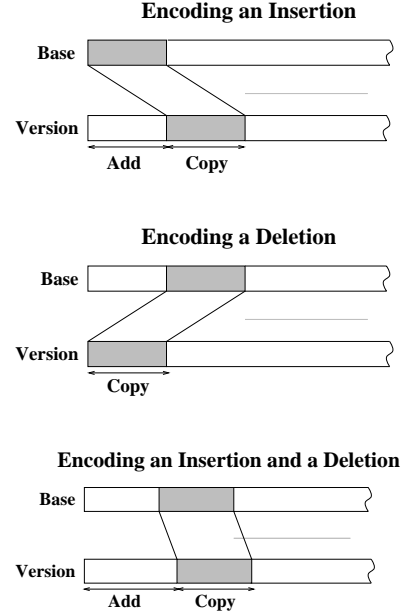 Encoding an Insertion
Base
Version
Add Copy
Encoding a Deletion
Base
Version
Copy
Encoding an Insertion and a Deletion
Base
Version
Add Copy